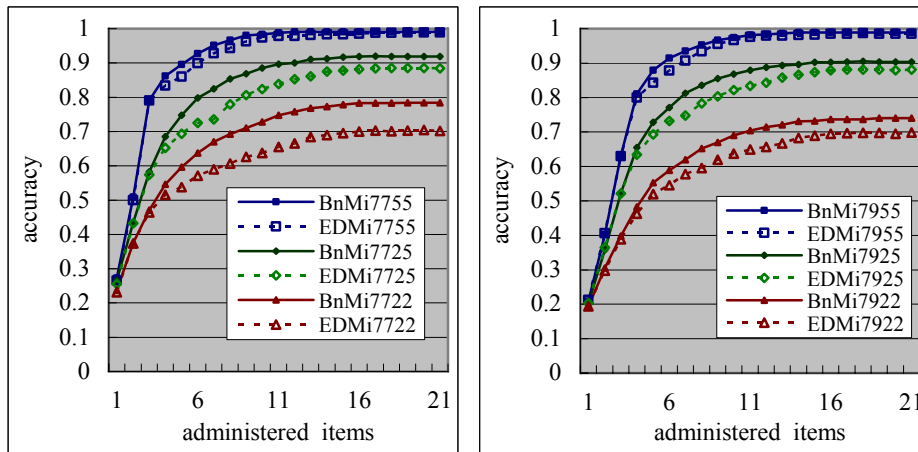 1
0.9
0.8
0.7
0.6
0.5
0.4
0.3
0.2
0.1
0
accuracy
BnMi7755
EDMi7755
BnMi7725
EDMi7725
BnMi7722
EDMi7722
1 6 11 16 21
administered items
1
0.9
0.8
0.7
0.6
0.5
0.4
0.3
0.2
0.1
0
accuracy
BnMi7955
EDMi7955
BnMi7925
EDMi7925
BnMi7922
EDMi7922
1 6 11 16 21
administered items